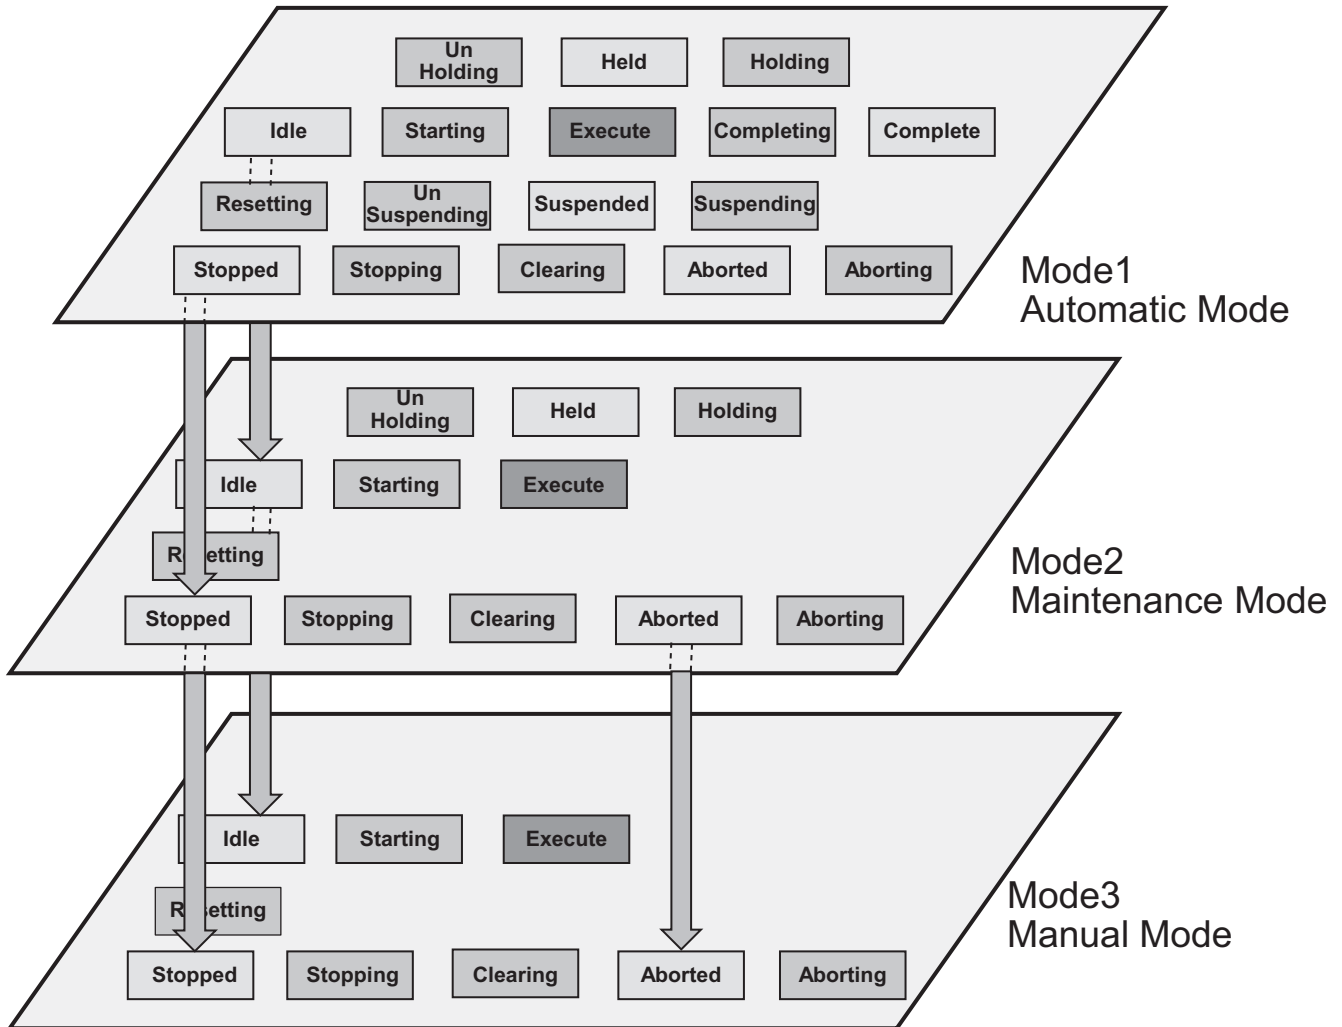 Un
Holding
Held
Holding
Idle
Starting
Execute
Completing
Complete
Resetting
Un
Suspending
Suspended
Suspending
Stopped
Stopping
Clearing
Aborted
Aborting
Mode1
Automatic Mode
Un
Holding
Held
Holding
Idle
Starting
Execute
R etting
Stopped
Stopping
Clearing
Aborted
Aborting
Mode2
Maintenance Mode
Idle
Starting
Execute
R setting
Stopped
Stopping
Clearing
Aborted
Aborting
Mode3
Manual Mode